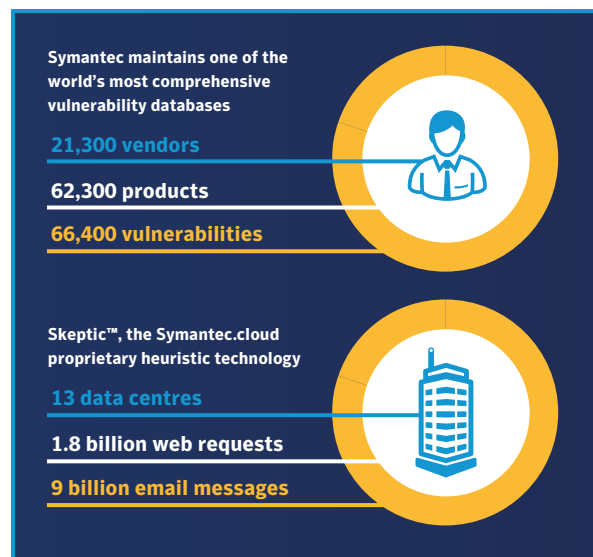 Symantec maintains one of the
world's most comprehensive
vulnerability databases
21,300 vendors
62,300 products
66,400 vulnerabilities
Skeptic™, the Symantec.cloud
proprietary heuristic technology
13 data centres
1.8 billion web requests
9 billion email messages